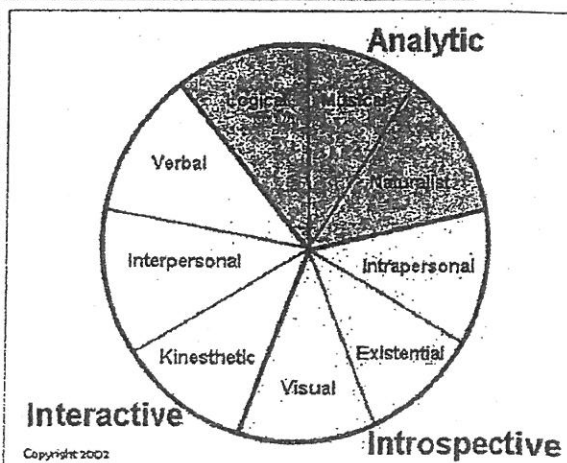 Analytic
Logical
Musical
Verbal
Naturalist
Interpersonal
Intrapersonal
Kinesthetic
Existential
Visual
Interactive
Introspective
Copyright 2002